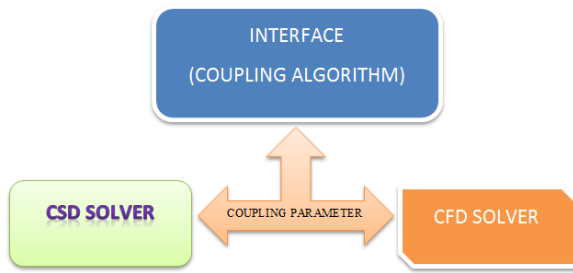 INTERFACE
(COUPLING ALGORITHM)
CSD SOLVER
COUPLING PARAMETER
CFD SOLVER